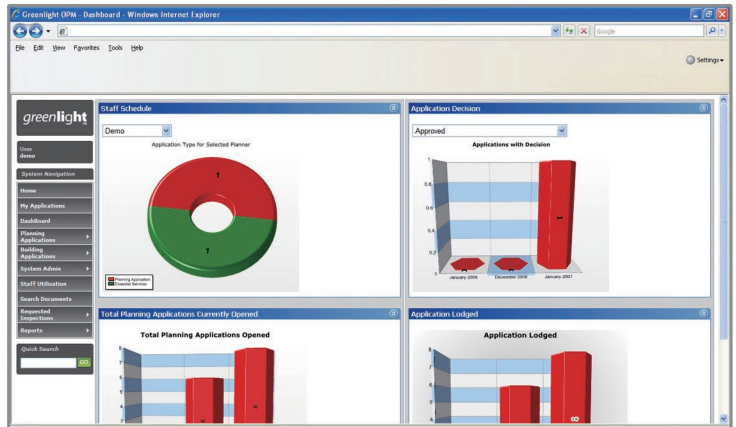 Greenlight OPM - Dashboard - Windows Internet Explorer
Google
File Edit View Favorites Tools Help
Settings
greenlight
User
demo
System Navigation
Home
My Applications
DashBoard
Planning
Applications
Building
Applications
System Admin
Staff Utilisation
Search Documents
Requested
Inspections
Reports
Quick Search
GO
Staff Schedule
Demo
Application Type for Selected Planner
1
1
Planning Application
Essential Services
Application Decision
Approved
Applications with Decision
1
0.8
0.6
0.4
0.2
0
1
January 2006 December 2006 January 2007
Total Planning Applications Currently Opened
Total Planning Applications Opened
8
7
6
5
4
3
6
8
Application Lodged
Application Lodged
8
7
6
5
4
8